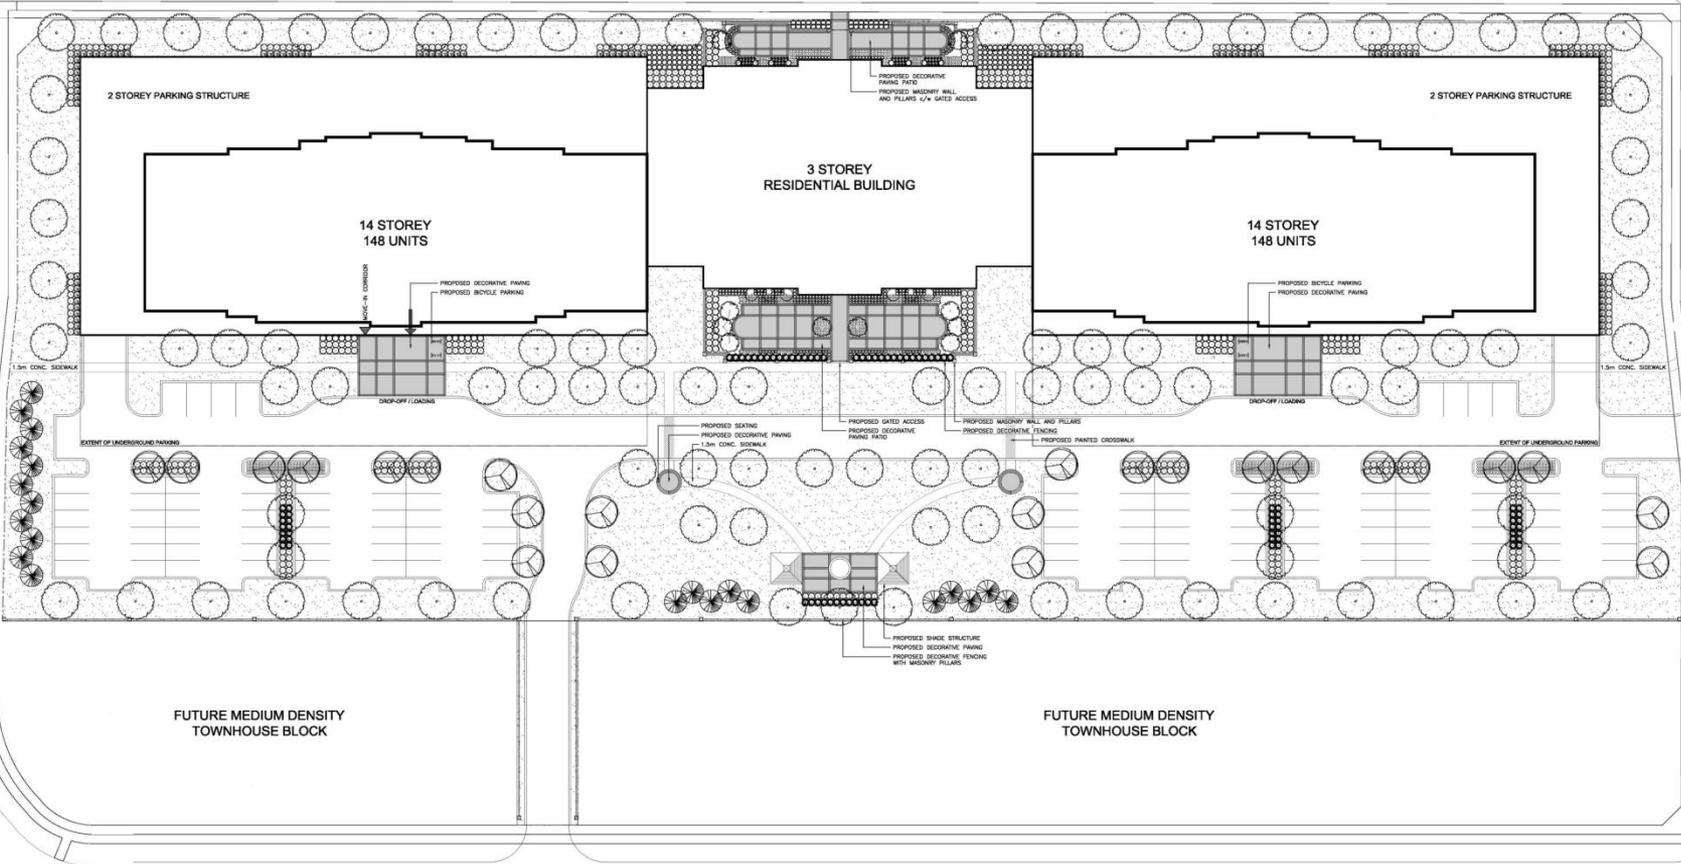 PROPOSED DECORATIVE
PAVING PATIO
PROPOSED MASONRY WALL
AND PILLARS c/w GATED ACCESS
2 STOREY PARKING STRUCTURE
2 STOREY PARKING STRUCTURE
3 STOREY
RESIDENTIAL BUILDING
14 STOREY
148 UNITS
14 STOREY
148 UNITS
MOVE-IN CORRIDOR
PROPOSED DECORATIVE PAVING
PROPOSED BICYCLE PARKING
PROPOSED BICYCLE PARKING
PROPOSED DECORATIVE PAVING
1.5m CONC. SIDEWALK
1.5m CONC. SIDEWALK
DROP-OFF / LOADING
DROP-OFF / LOADING
PROPOSED SEATING
PROPOSED DECORATIVE PAVING
1.5m CONC. SIDEWALK
PROPOSED GATED ACCESS
PROPOSED DECORATIVE
PAVING PATIO
PROPOSED MASONRY WALL AND PILLARS
PROPOSED DECORATIVE FENCING
PROPOSED PAINTED CROSSWALK
EXTENT OF UNDERGROUND PARKING
EXTENT OF UNDERGROUND PARKING
PROPOSED SHADE STRUCTURE
PROPOSED DECORATIVE PAVING
PROPOSED DECORATIVE FENCING
WITH MASONRY PILLARS
FUTURE MEDIUM DENSITY
TOWNHOUSE BLOCK
FUTURE MEDIUM DENSITY
TOWNHOUSE BLOCK